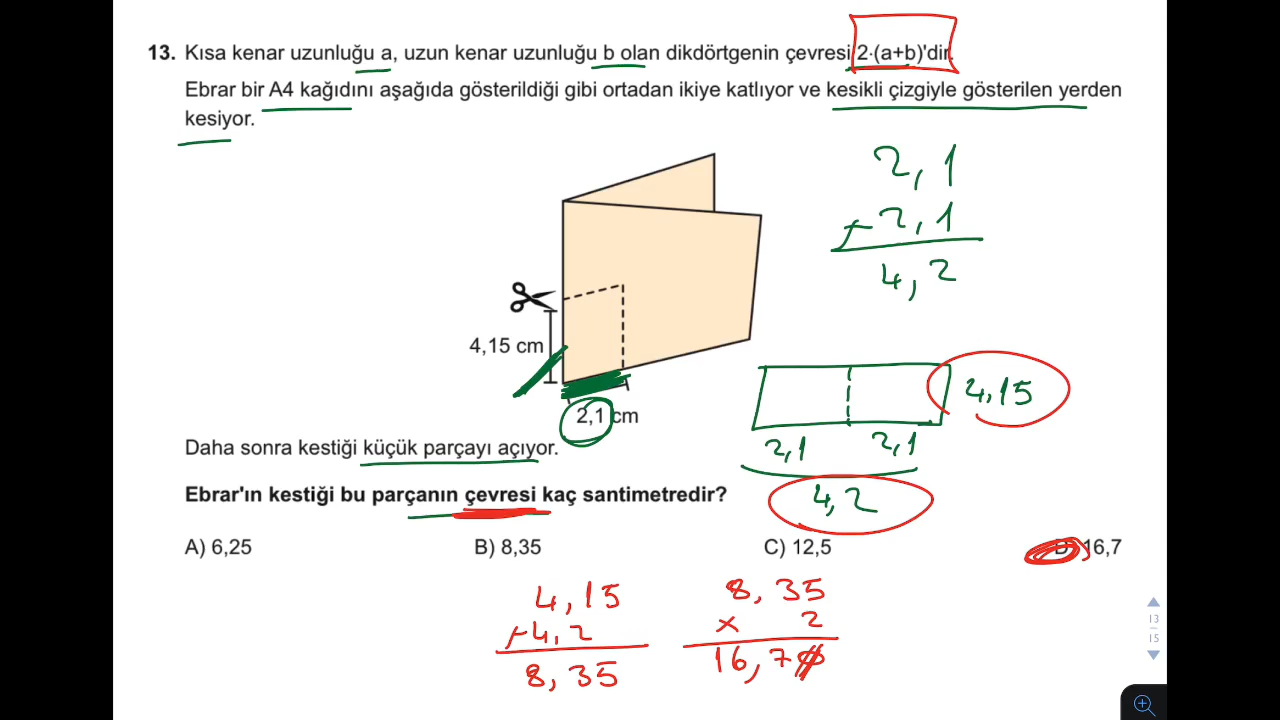 13. Kısa kenar uzunluğu a, uzun kenar uzunluğu b olan dikdörtgenin çevresi 2·(a+b)'dir.
Ebrar bir A4 kağıdını aşağıda gösterildiği gibi ortadan ikiye katlıyor ve kesikli çizgiyle gösterilen yerden
kesiyor.
2,1
+ 2,1
4,2
4,15 cm
2,1 cm
4,15
2,1 2,1
4,2
Daha sonra kestiği küçük parçayı açıyor.
Ebrar'ın kestiği bu parçanın çevresi kaç santimetredir?
A) 6,25 B) 8,35 C) 12,5 D) 16,7
4,15
+ 4,2
8,35
8,35
x 2
16,70
13
15